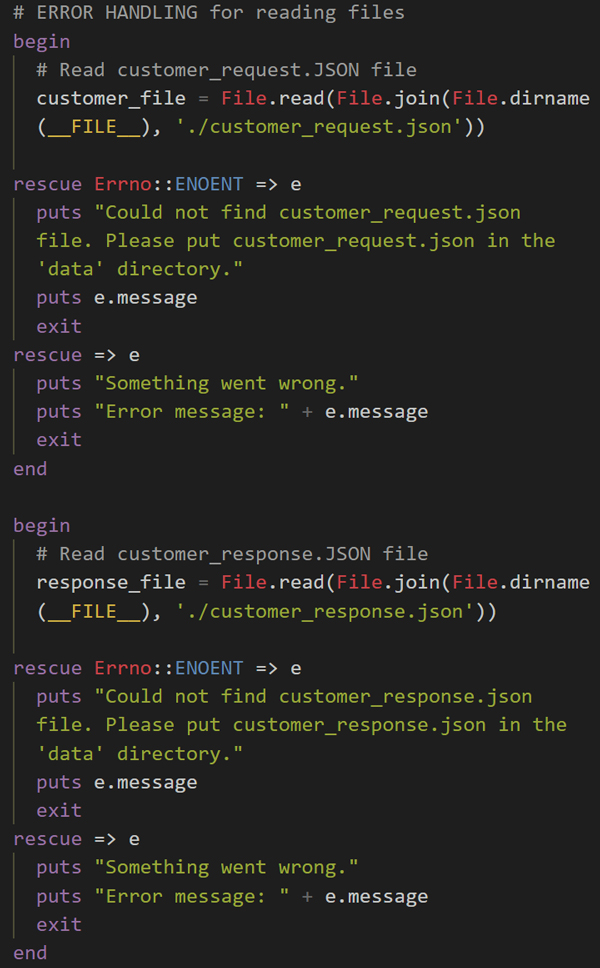 # ERROR HANDLING for reading files
begin
# Read customer_request.JSON file
customer_file = File.read(File.join(File.dirname
(__FILE__), './customer_request.json'))
rescue Errno::ENOENT => e
puts "Could not find customer_request.json
file. Please put customer_request.json in the
'data' directory."
puts e.message
exit
rescue => e
puts "Something went wrong."
puts "Error message: " + e.message
exit
end
begin
# Read customer_response.JSON file
response_file = File.read(File.join(File.dirname
(__FILE__), './customer_response.json'))
rescue Errno::ENOENT => e
puts "Could not find customer_response.json
file. Please put customer_response.json in the
'data' directory."
puts e.message
exit
rescue => e
puts "Something went wrong."
puts "Error message: " + e.message
exit
end